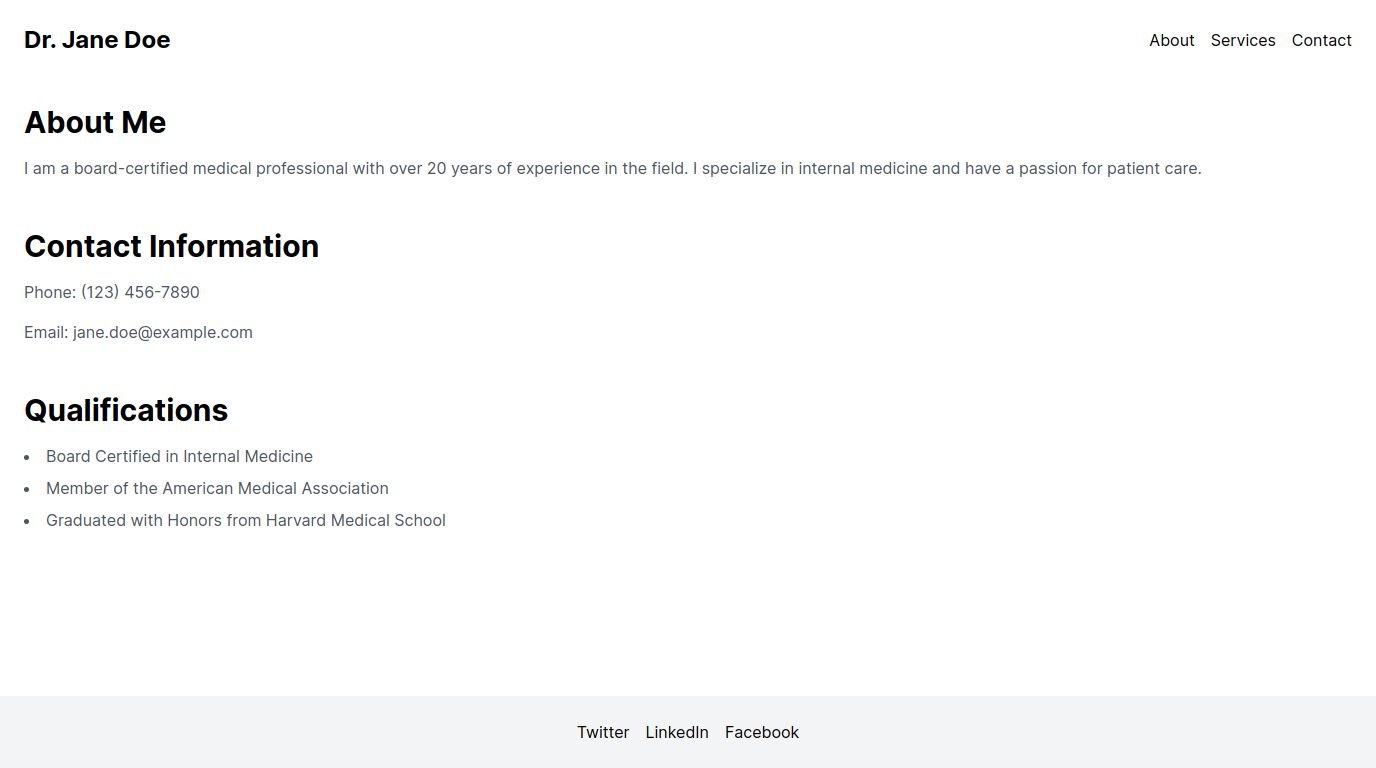 Dr. Jane Doe
About Services Contact
About Me
I am a board-certified medical professional with over 20 years of experience in the field. I specialize in internal medicine and have a passion for patient care.
Contact Information
Phone: (123) 456-7890
Email: jane.doe@example.com
Qualifications
• Board Certified in Internal Medicine
• Member of the American Medical Association
• Graduated with Honors from Harvard Medical School
Twitter LinkedIn Facebook